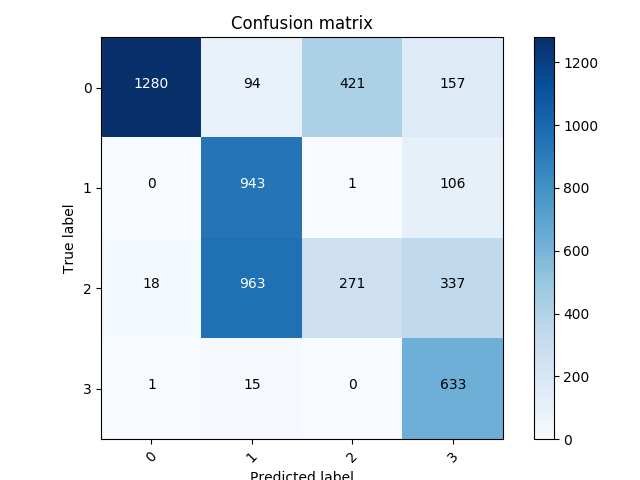 Confusion matrix
0 1280 94 421 157
1 0 943 1 106
2 18 963 271 337
3 1 15 0 633
0 1 2 3
True label
Predicted label
1200
1000
800
600
400
200
0